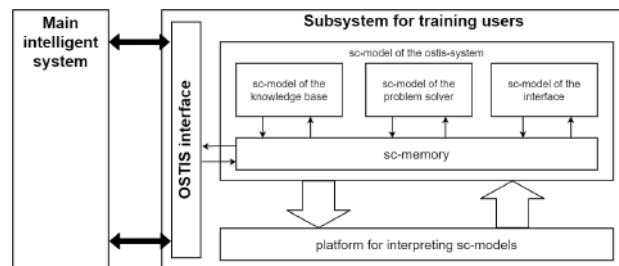 Main
intelligent
system
Subsystem for training users
OSTIS interface
sc-model of the ostis-system
sc-model of the
knowledge base
sc-model of the
problem solver
sc-model of the
interface
sc-memory
platform for interpreting sc-models